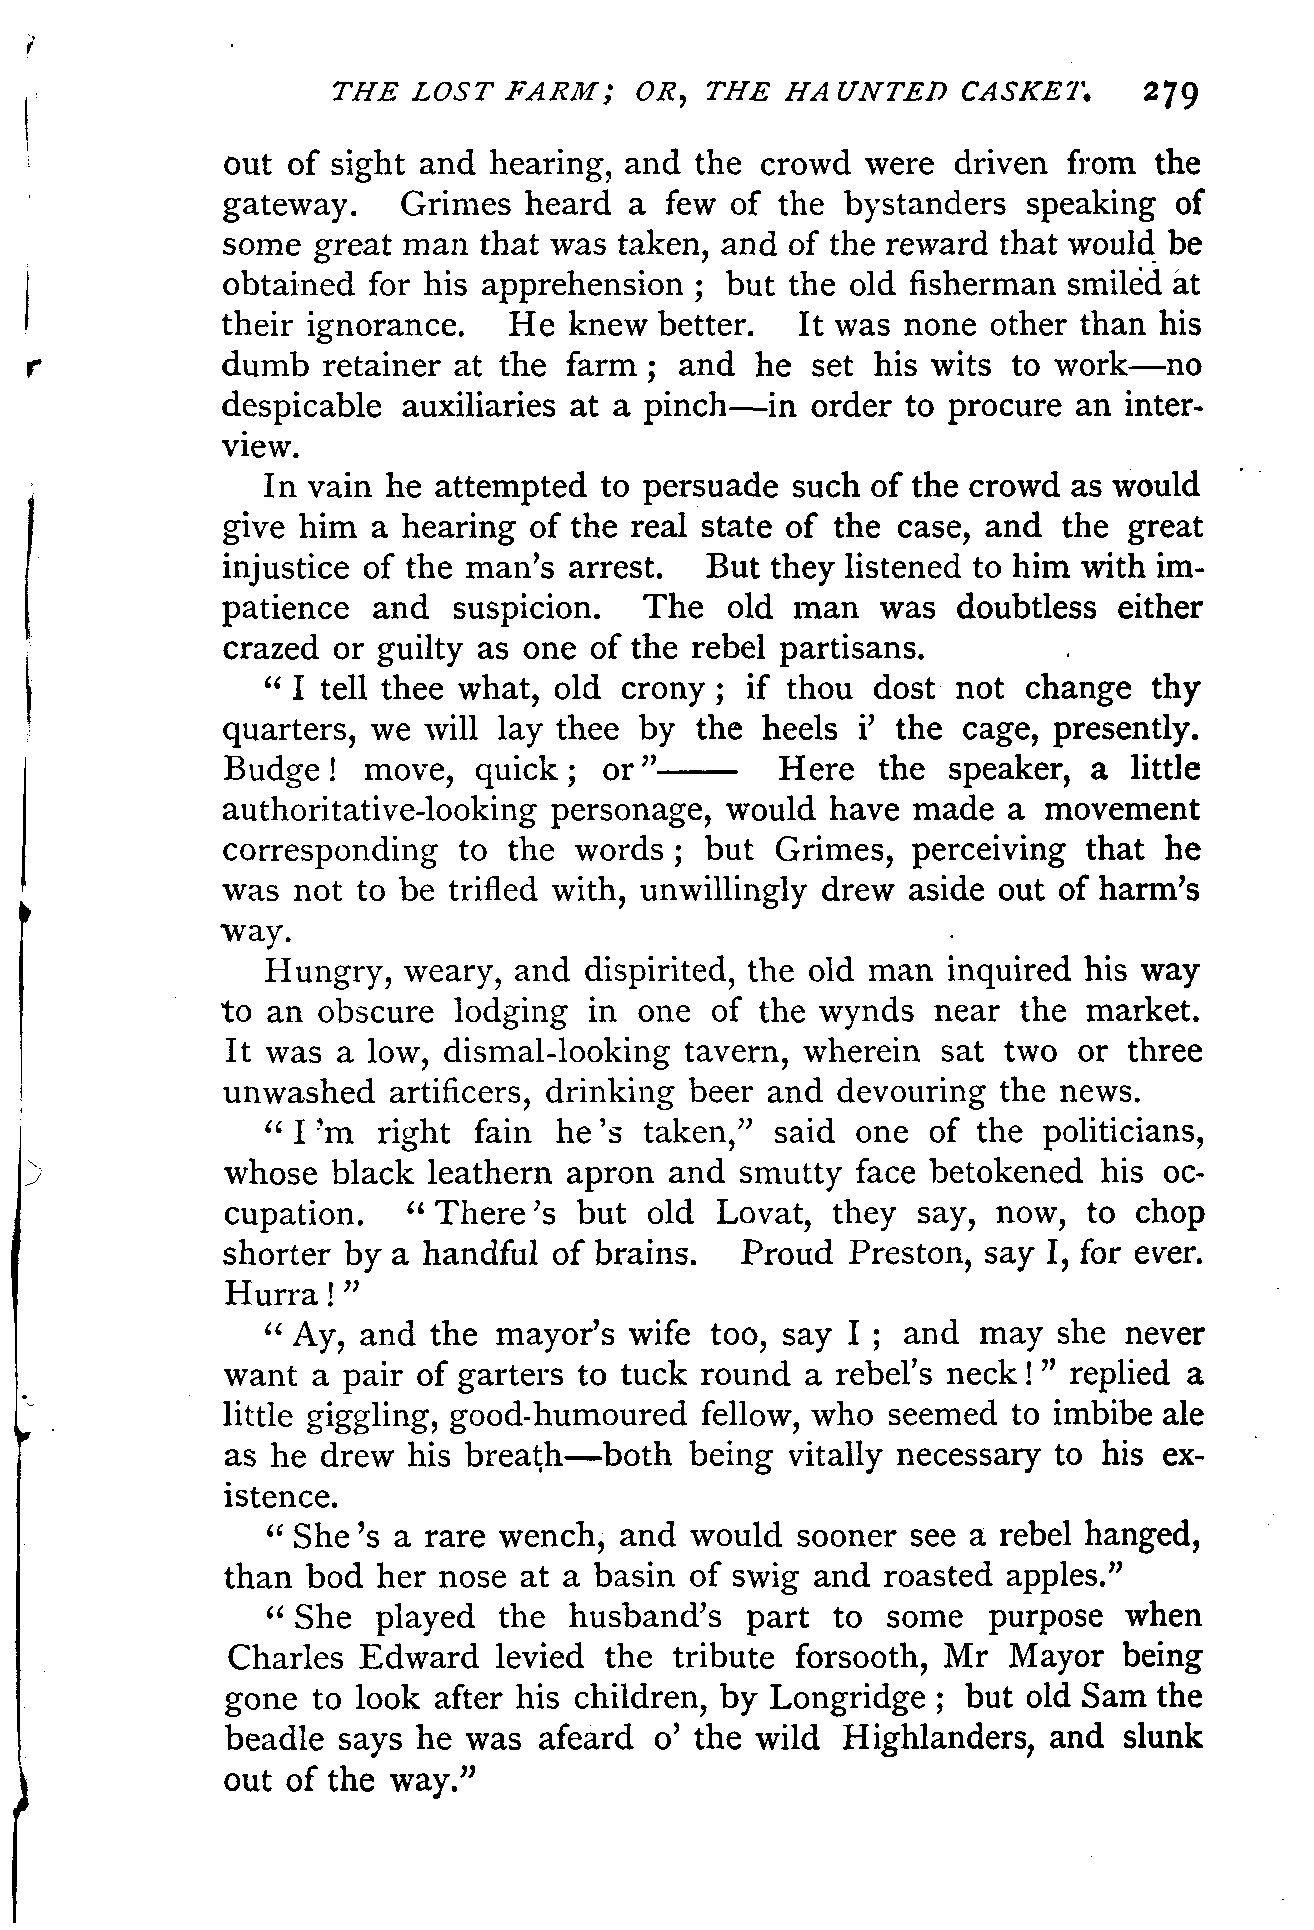 THE LOST FARM; OR, THE HAUNTED CASKET. 279
out of sight and hearing, and the crowd were driven from the
gateway. Grimes heard a few of the bystanders speaking of
some great man that was taken, and of the reward that would be
obtained for his apprehension ; but the old fisherman smiled at
their ignorance. He knew better. It was none other than his
dumb retainer at the farm ; and he set his wits to work—no
despicable auxiliaries at a pinch—in order to procure an inter-
view.
In vain he attempted to persuade such of the crowd as would
give him a hearing of the real state of the case, and the great
injustice of the man's arrest. But they listened to him with im-
patience and suspicion. The old man was doubtless either
crazed or guilty as one of the rebel partisans.
“ I tell thee what, old crony ; if thou dost not change thy
quarters, we will lay thee by the heels i’ the cage, presently.
Budge ! move, quick ; or ”—— Here the speaker, a little
authoritative-looking personage, would have made a movement
corresponding to the words ; but Grimes, perceiving that he
was not to be trifled with, unwillingly drew aside out of harm's
way.
Hungry, weary, and dispirited, the old man inquired his way
to an obscure lodging in one of the wynds near the market.
It was a low, dismal-looking tavern, wherein sat two or three
unwashed artificers, drinking beer and devouring the news.
“ I 'm right fain he 's taken,” said one of the politicians,
whose black leathern apron and smutty face betokened his oc-
cupation. “ There 's but old Lovat, they say, now, to chop
shorter by a handful of brains. Proud Preston, say I, for ever.
Hurra ! ”
“ Ay, and the mayor's wife too, say I ; and may she never
want a pair of garters to tuck round a rebel's neck ! ” replied a
little giggling, good-humoured fellow, who seemed to imbibe ale
as he drew his breath—both being vitally necessary to his ex-
istence.
“ She 's a rare wench, and would sooner see a rebel hanged,
than bod her nose at a basin of swig and roasted apples.”
“ She played the husband's part to some purpose when
Charles Edward levied the tribute forsooth, Mr Mayor being
gone to look after his children, by Longridge ; but old Sam the
beadle says he was afeard o’ the wild Highlanders, and slunk
out of the way.”